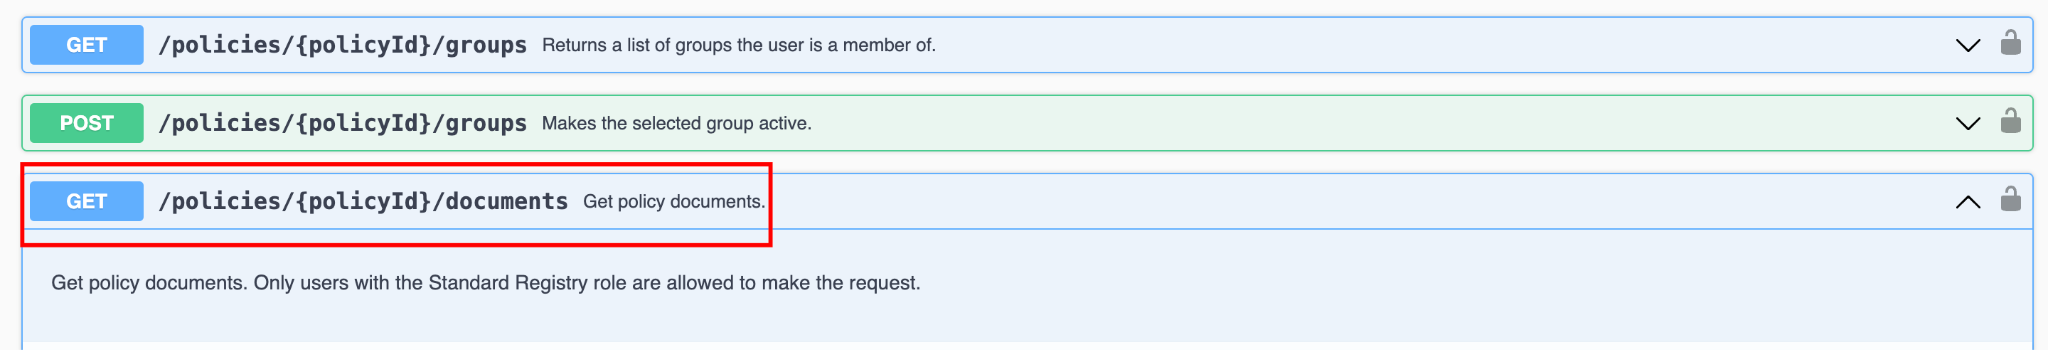 GET /policies/{policyId}/groups Returns a list of groups the user is a member of.
POST /policies/{policyId}/groups Makes the selected group active.
GET /policies/{policyId}/documents Get policy documents.
Get policy documents. Only users with the Standard Registry role are allowed to make the request.